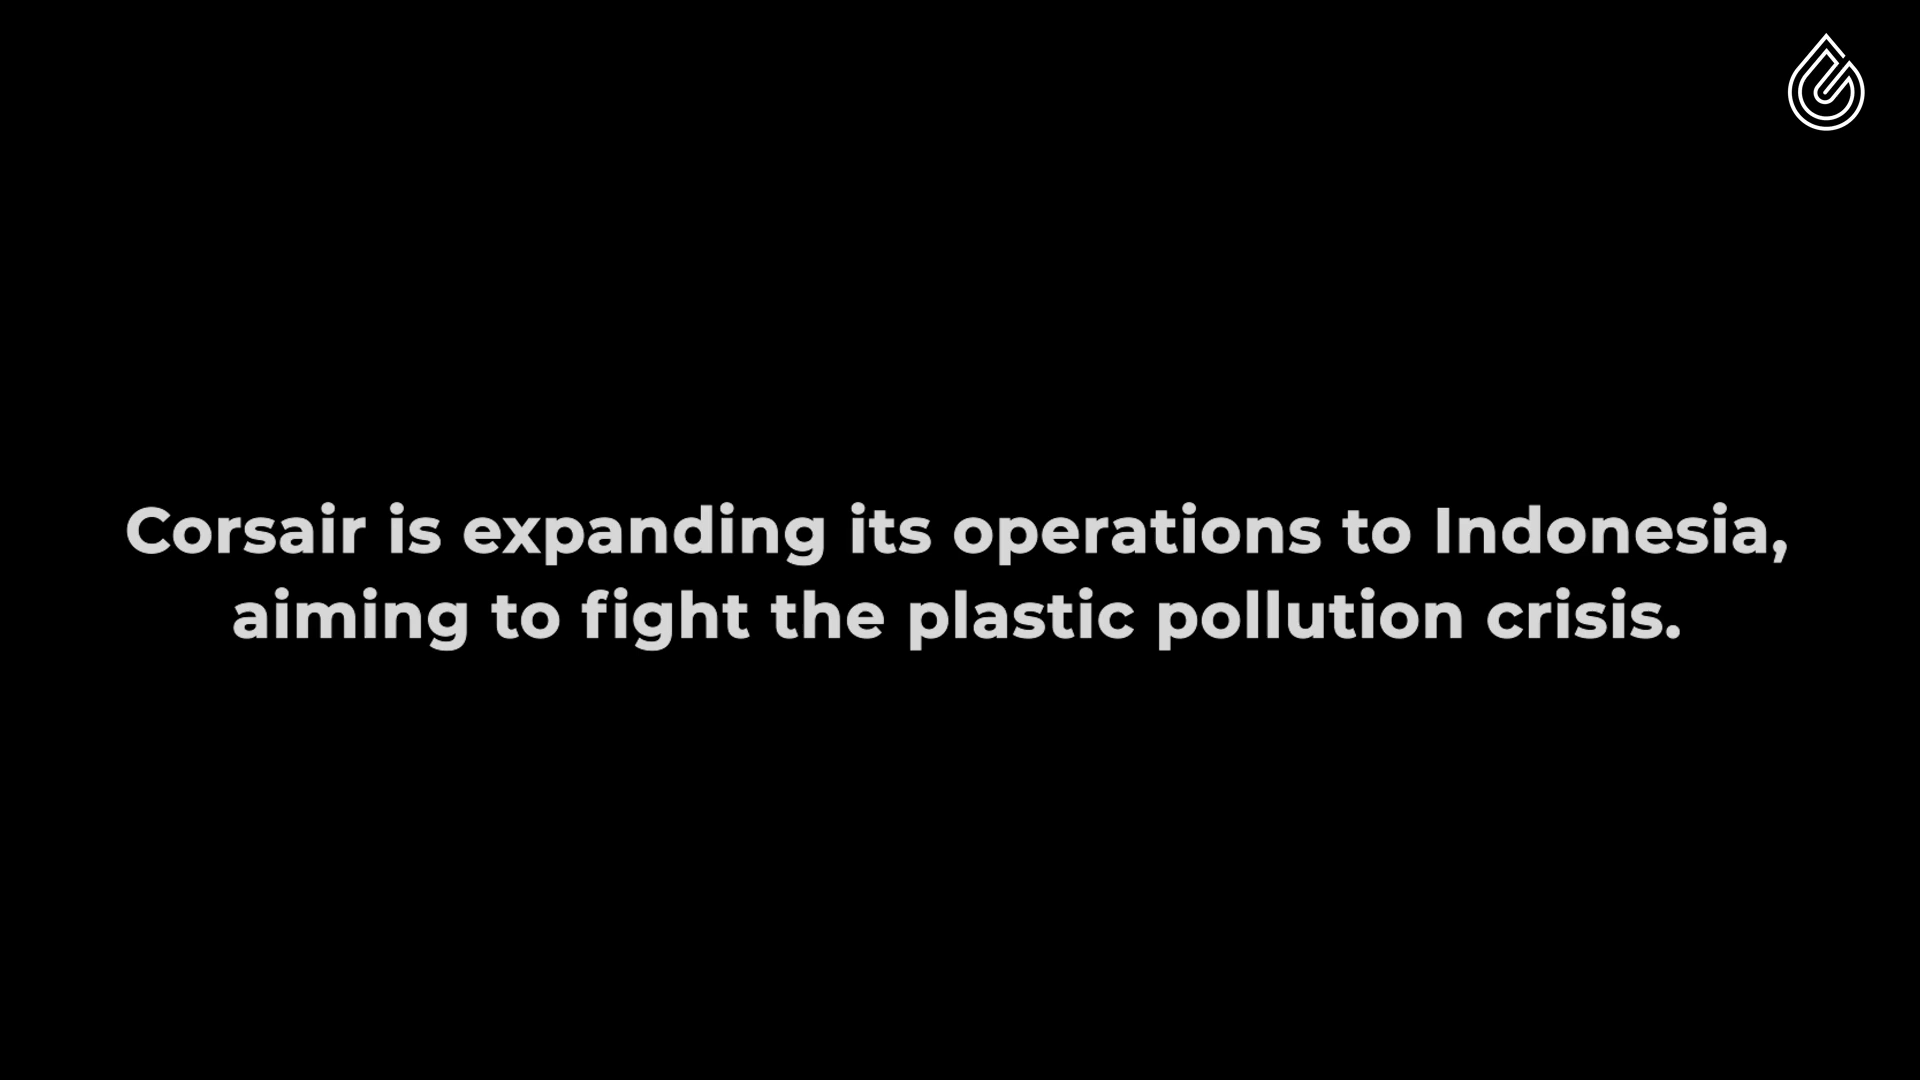 Corsair is expanding its operations to Indonesia,
aiming to fight the plastic pollution crisis.